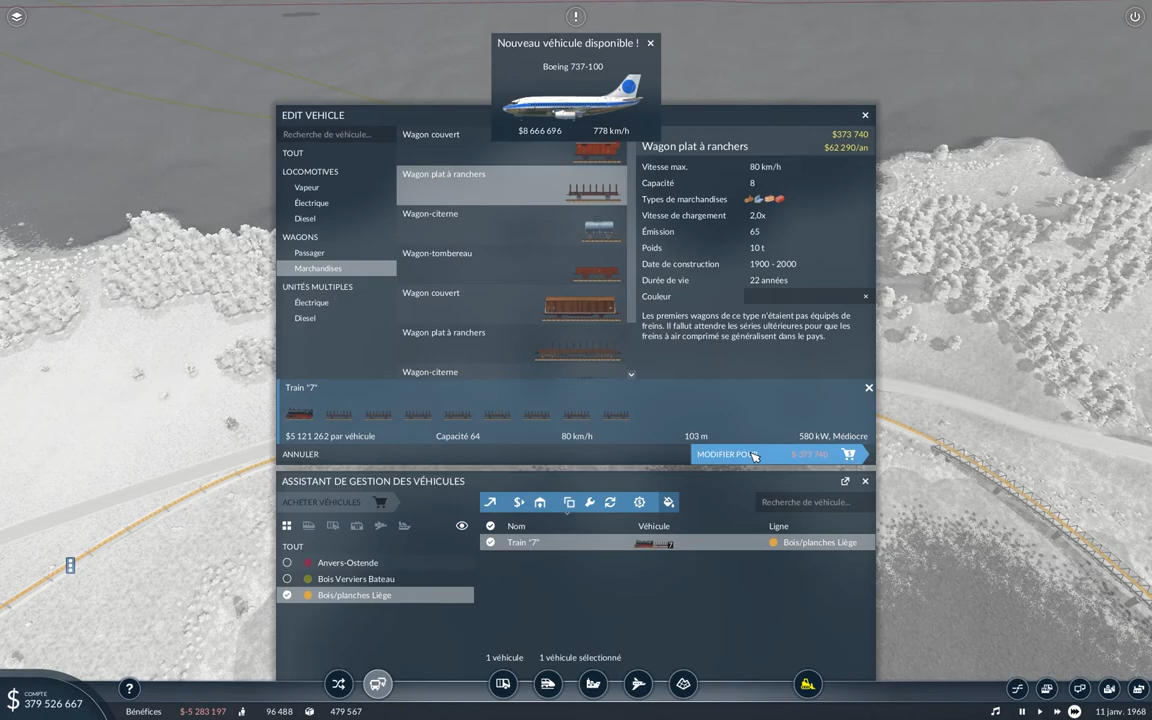 Nouveau véhicule disponible !
Boeing 737-100
$8 666 696 778 km/h
EDIT VEHICLE
Recherche de véhicule...
TOUT
LOCOMOTIVES
Vapeur
Électrique
Diesel
WAGONS
Passager
Marchandises
UNITÉS MULTIPLES
Électrique
Diesel
Wagon couvert
Wagon plat à ranchers
Wagon-citerne
Wagon-tombereau
Wagon couvert
Wagon plat à ranchers
Wagon-citerne
$373 740
Wagon plat à ranchers $62 290/an
Vitesse max. 80 km/h
Capacité 8
Types de marchandises
Vitesse de chargement 2,0x
Émission 65
Poids 10 t
Date de construction 1900 - 2000
Durée de vie 22 années
Couleur
Les premiers wagons de ce type n'étaient pas équipés de
freins. Il fallut attendre les séries ultérieures pour que les
freins à air comprimé se généralisent dans le pays.
Train "7"
$5 121 262 par véhicule Capacité 64 80 km/h 103 m 580 kW, Médiocre
ANNULER MODIFIER $-373 740
ASSISTANT DE GESTION DES VÉHICULES
ACHETER VÉHICULES
Recherche de véhicule...
Nom Véhicule Ligne
Train "7" 7 Bois/planches Liège
TOUT
Anvers-Ostende
Bois Verviers Bateau
Bois/planches Liège
1 véhicule 1 véhicule sélectionné
COMPTE
$ 379 526 667
?
Bénéfices $-5 283 197 96 488 479 567 11 janv. 1968